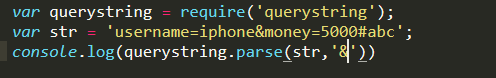 var querystring = require('querystring');
var str = 'username=iphone&money=5000#abc';
console.log(querystring.parse(str,'&'))